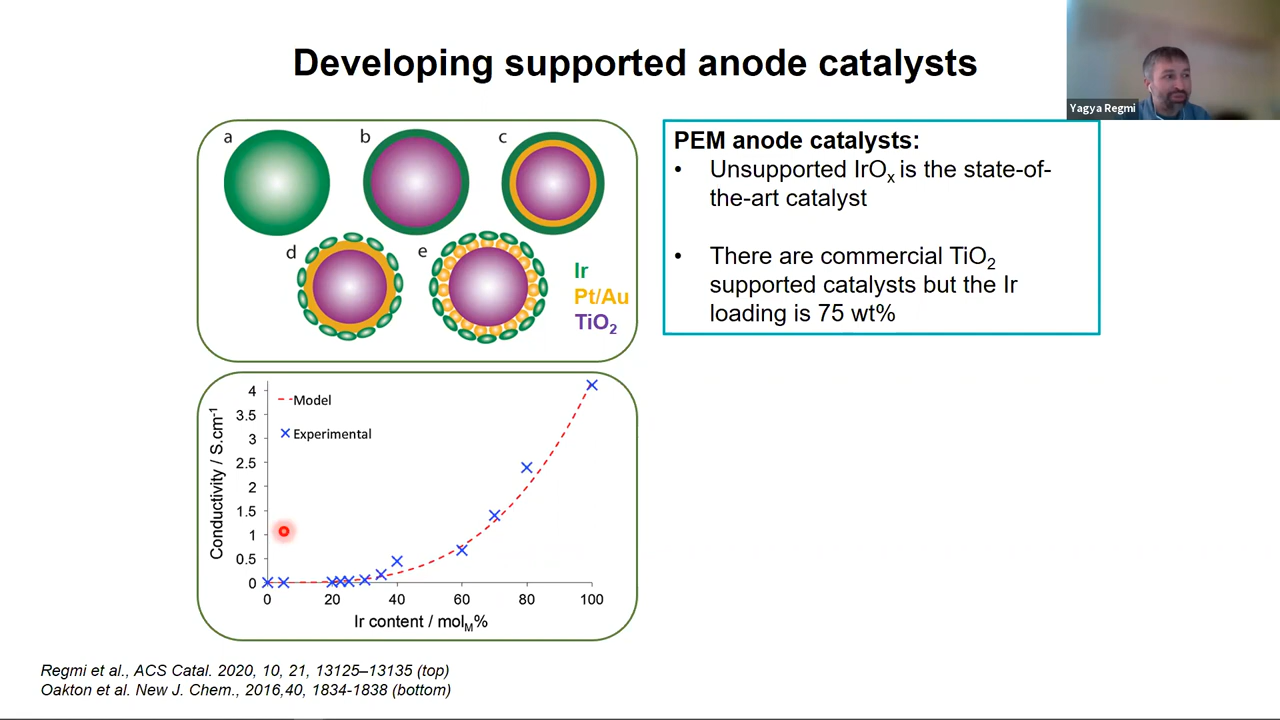 Developing supported anode catalysts
Yagya Regmi
a
b
c
d
e
Ir
Pt/Au
TiO₂
PEM anode catalysts:
• Unsupported IrOₓ is the state-of-
the-art catalyst
• There are commercial TiO₂
supported catalysts but the Ir
loading is 75 wt%
Conductivity / S.cm⁻¹
4
3.5
3
2.5
2
1.5
1
0.5
0
Model
Experimental
0 20 40 60 80 100
Ir content / mol_M%
Regmi et al., ACS Catal. 2020, 10, 21, 13125–13135 (top)
Oakton et al. New J. Chem., 2016,40, 1834-1838 (bottom)